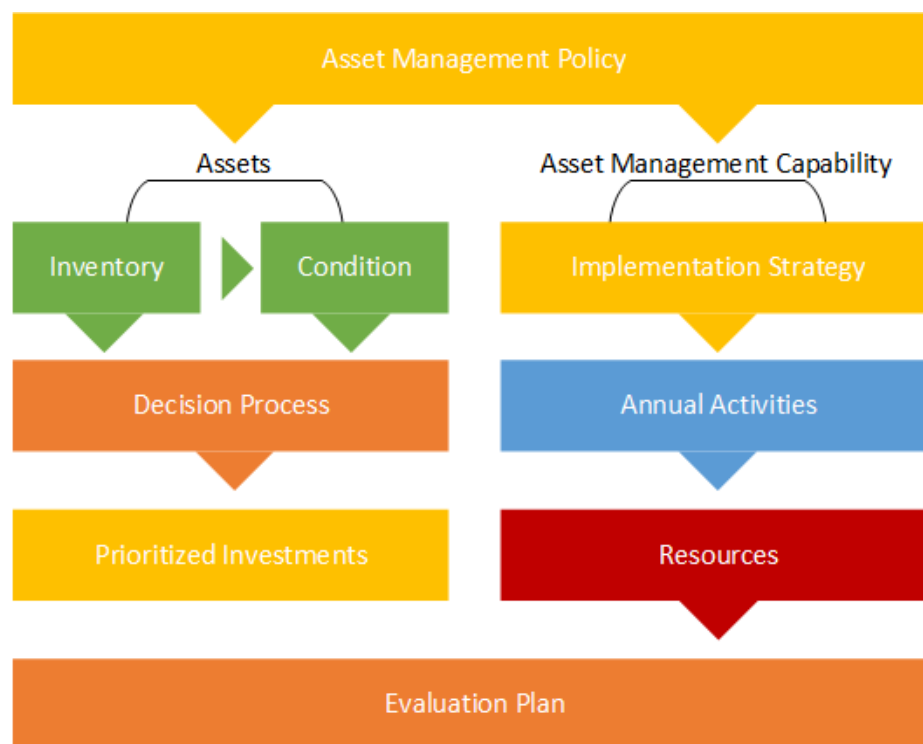 Asset Management Policy
Assets
Asset Management Capability
Inventory
Condition
Implementation Strategy
Decision Process
Annual Activities
Prioritized Investments
Resources
Evaluation Plan